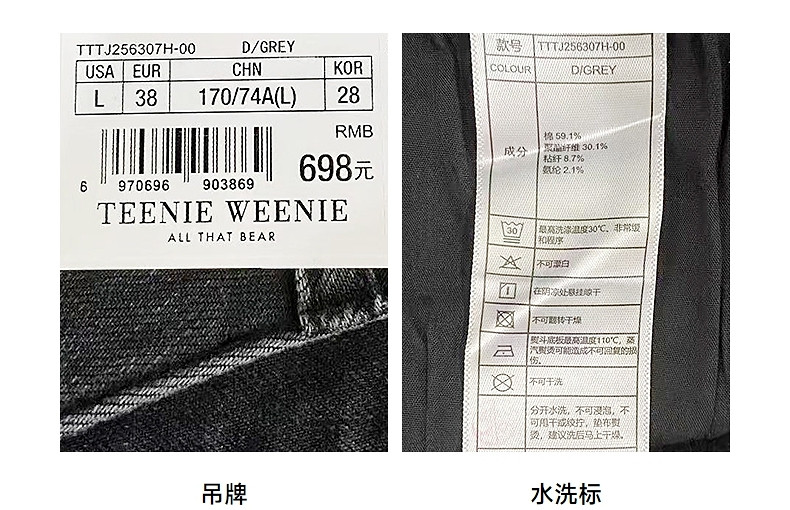 TTTJ256307H-00 D/GREY
USA EUR CHN KOR
L 38 170/74A(L) 28
RMB
698元
6 970696 903869
TEENIE WEENIE
ALL THAT BEAR
款号 TTTJ256307H-00
COLOUR D/GREY
成分
棉 59.1%
聚酯纤维 30.1%
粘纤 8.7%
氨纶 2.1%
30
最高洗涤温度30℃，非常缓
和程序
不可漂白
在阴凉处悬挂晾干
不可翻转干燥
熨斗底板最高温度110℃，蒸
汽熨烫可能造成不可回复的损
伤。
不可干洗
分开水洗，不可浸泡，不
可甩干或绞拧，垫布熨
烫，建议洗后马上干燥。
吊牌
水洗标